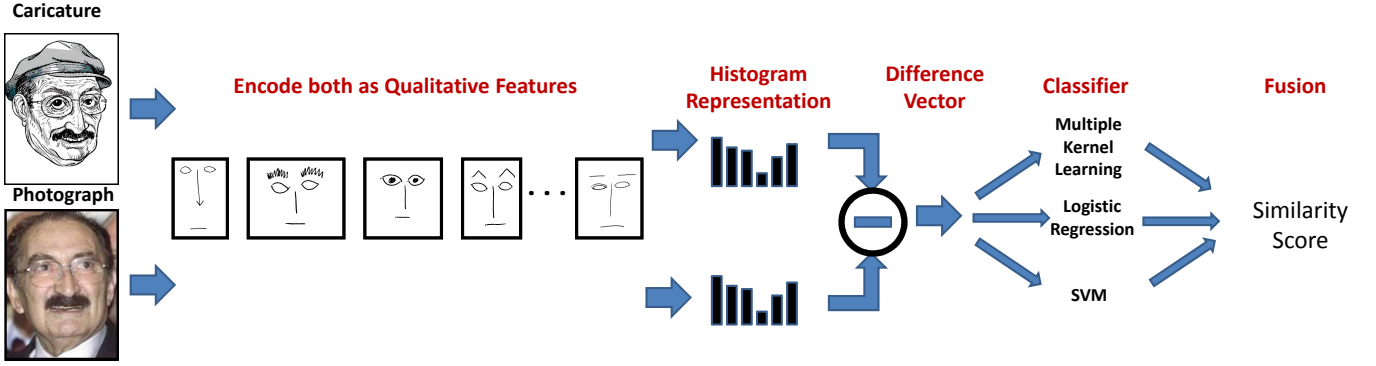 Caricature
Photograph
Encode both as Qualitative Features
. . .
Histogram
Representation
Difference
Vector
Classifier
Multiple
Kernel
Learning
Logistic
Regression
SVM
Fusion
Similarity
Score